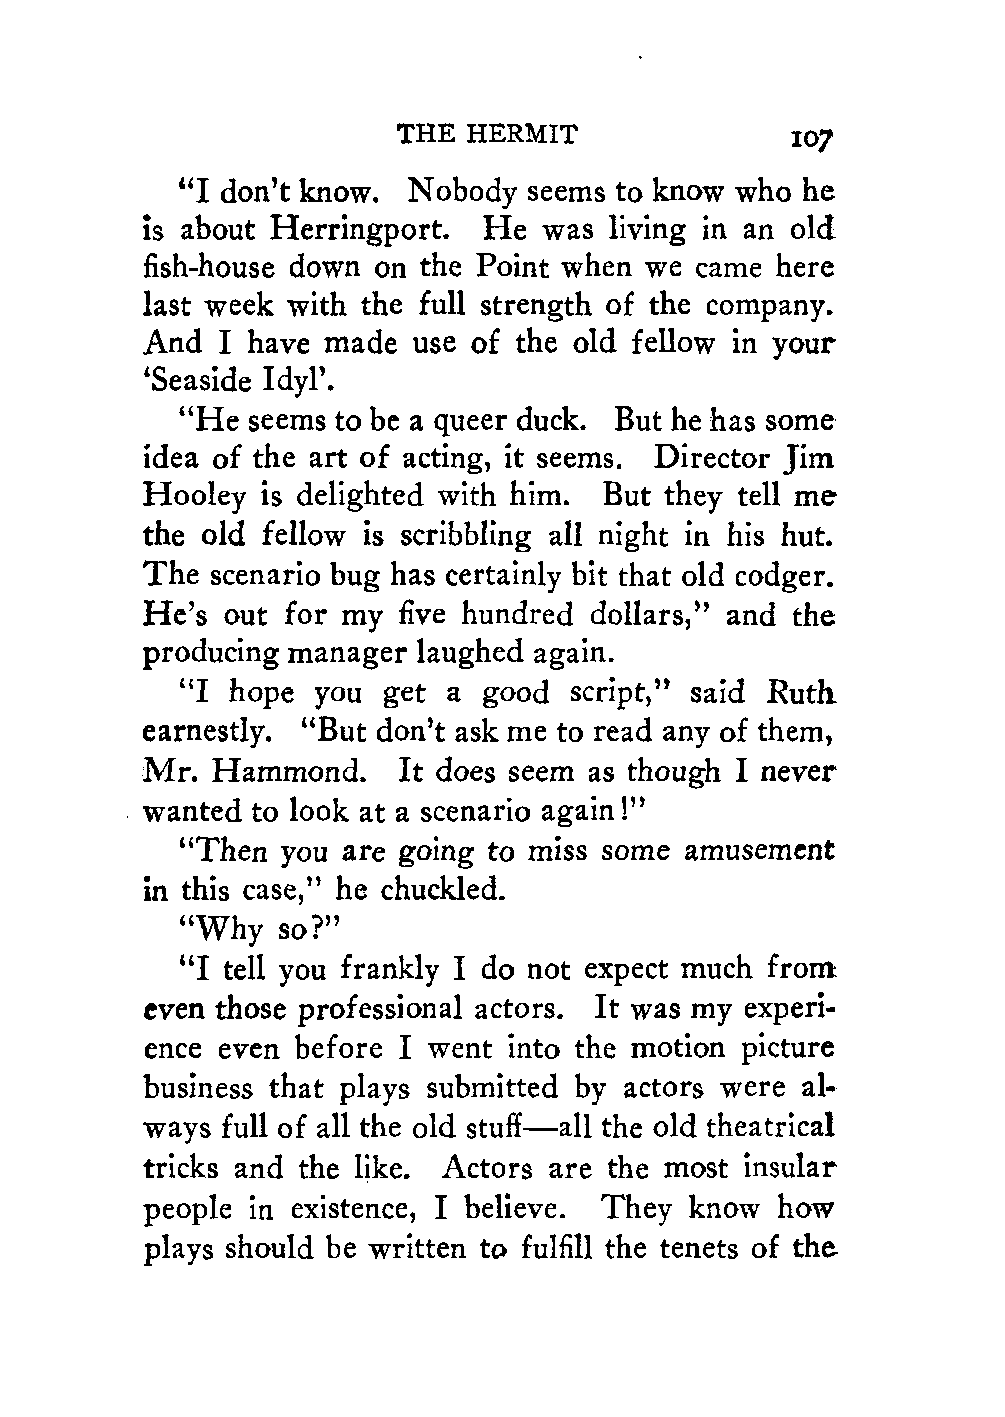 THE HERMIT 107
“I don’t know. Nobody seems to know who he
is about Herringport. He was living in an old
fish-house down on the Point when we came here
last week with the full strength of the company.
And I have made use of the old fellow in your
‘Seaside Idyl’.
“He seems to be a queer duck. But he has some
idea of the art of acting, it seems. Director Jim
Hooley is delighted with him. But they tell me
the old fellow is scribbling all night in his hut.
The scenario bug has certainly bit that old codger.
He’s out for my five hundred dollars,” and the
producing manager laughed again.
“I hope you get a good script,” said Ruth
earnestly. “But don’t ask me to read any of them,
Mr. Hammond. It does seem as though I never
wanted to look at a scenario again!”
“Then you are going to miss some amusement
in this case,” he chuckled.
“Why so?”
“I tell you frankly I do not expect much from
even those professional actors. It was my experi-
ence even before I went into the motion picture
business that plays submitted by actors were al-
ways full of all the old stuff—all the old theatrical
tricks and the like. Actors are the most insular
people in existence, I believe. They know how
plays should be written to fulfill the tenets of the